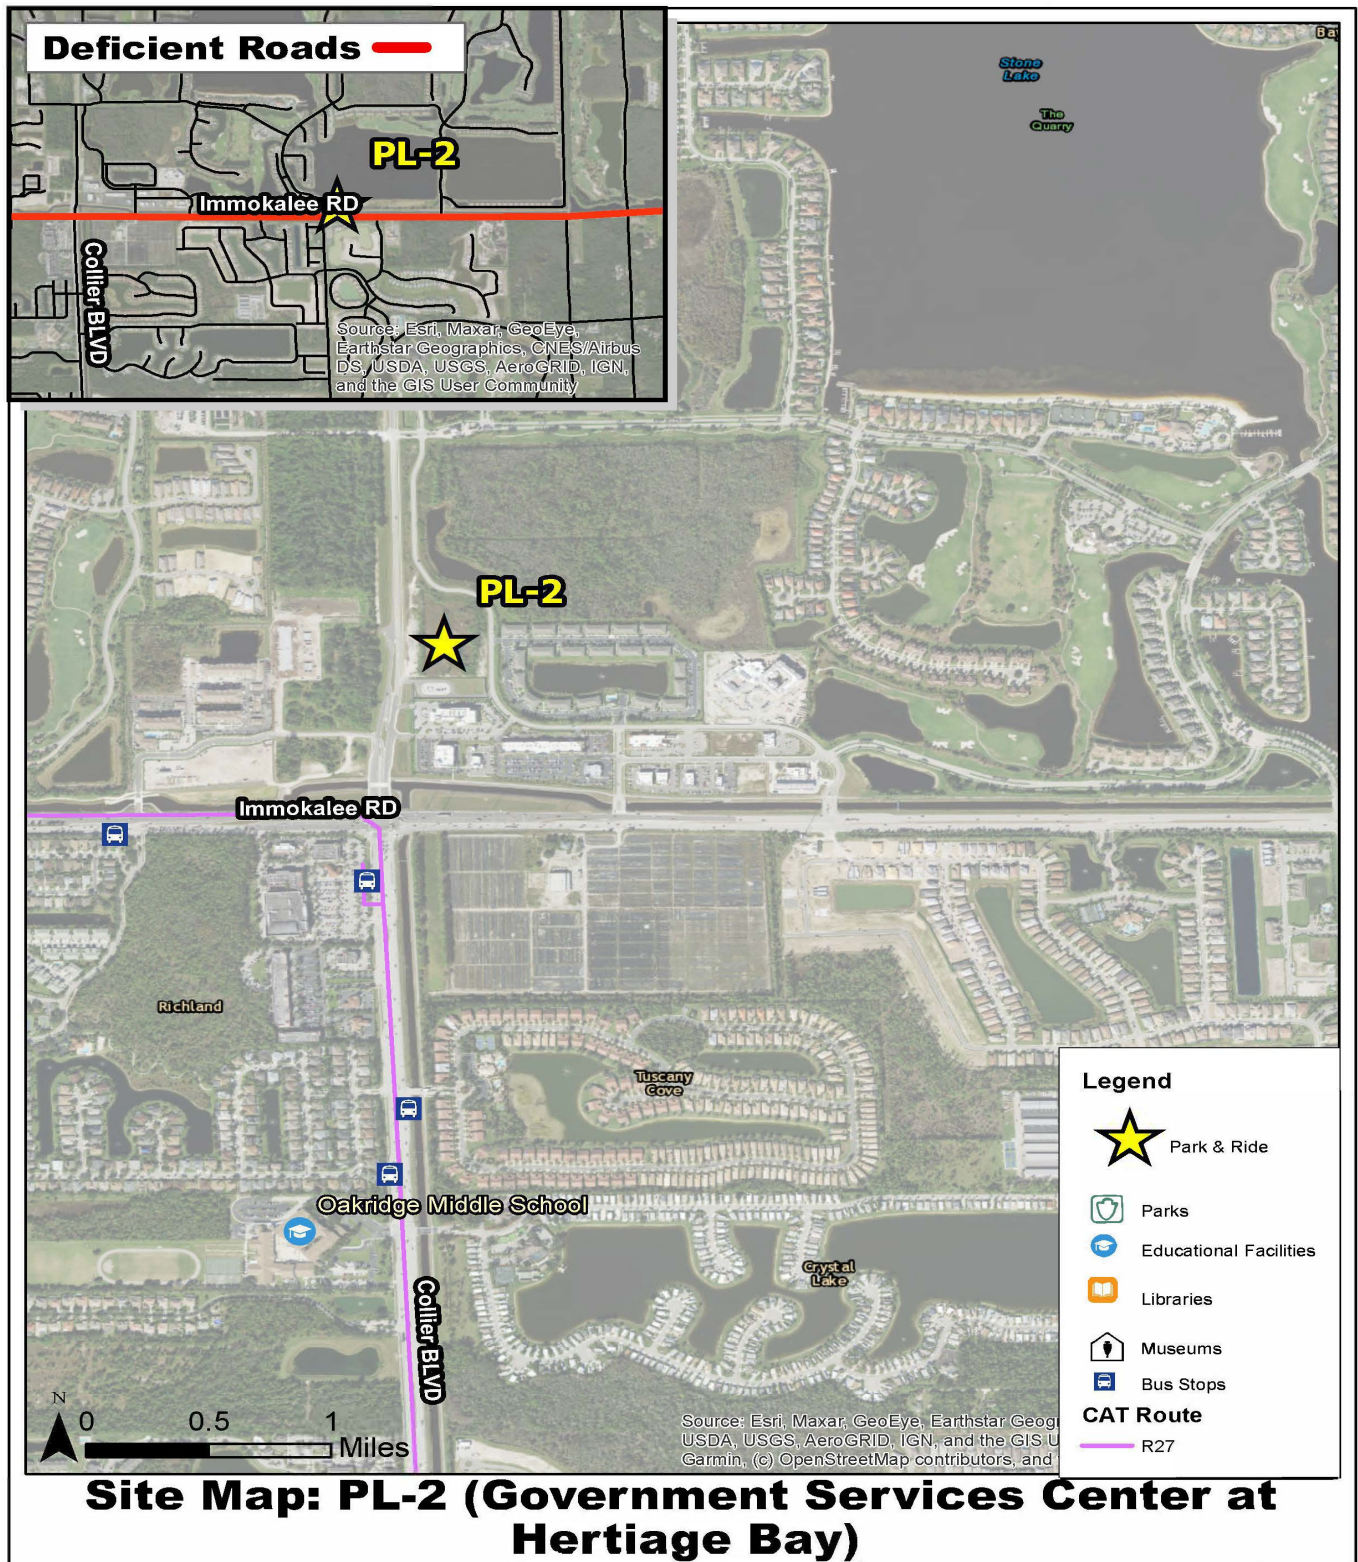 Deficient Roads
PL-2
Immokalee RD
Collier BLVD
Source: Esri, Maxar, GeoEye,
Earthstar Geographics, CNES/Airbus
DS, USDA, USGS, AeroGRID, IGN,
and the GIS User Community
Stone
Lake
The
Quarry
PL-2
Immokalee RD
Richland
Tuscany
Cove
Oakridge Middle School
Crystal
Lake
Collier BLVD
Legend
Park & Ride
Parks
Educational Facilities
Libraries
Museums
Bus Stops
CAT Route
R27
N
0 0.5 1
Miles
Source: Esri, Maxar, GeoEye, Earthstar Geogr
USDA, USGS, AeroGRID, IGN, and the GIS U
Garmin, (c) OpenStreetMap contributors, and
Site Map: PL-2 (Government Services Center at
Hertiage Bay)